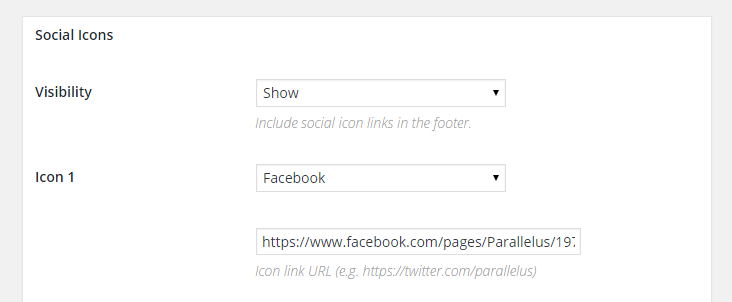 Social Icons
Visibility
Show
Include social icon links in the footer.
Icon 1
Facebook
https://www.facebook.com/pages/Parallelus/197
Icon link URL (e.g. https://twitter.com/parallelus)